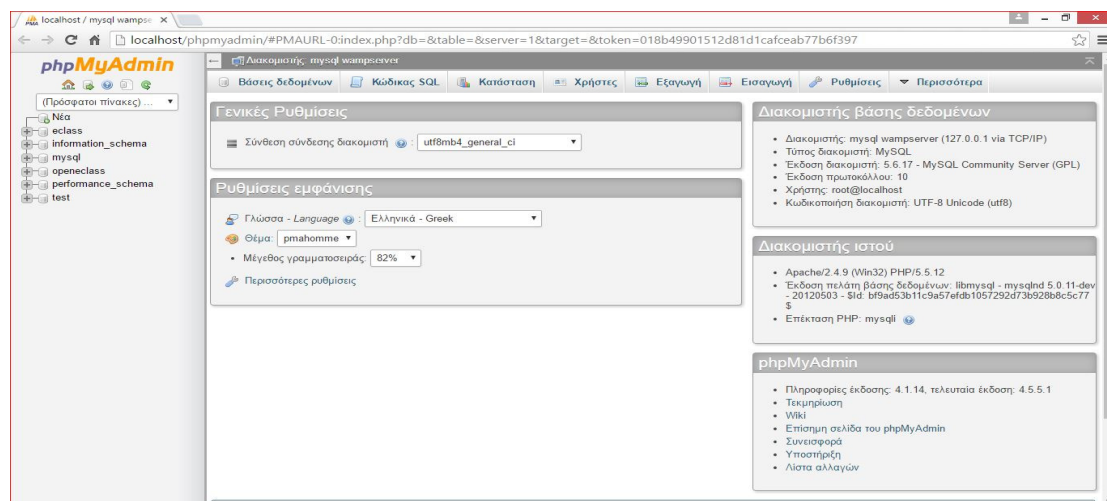 localhost / mysql wampse
localhost/phpmyadmin/#PMAURL-0:index.php?db=&table=&server=1&target=&token=018b49901512d81d1cafceab77b6f397
phpMyAdmin
(Πρόσφατοι πίνακες) ...
Νέα
eclass
information_schema
mysql
openeclass
performance_schema
test
Διακομιστής: mysql wampserver
Βάσεις δεδομένων
Κώδικας SQL
Κατάσταση
Χρήστες
Εξαγωγή
Εισαγωγή
Ρυθμίσεις
Περισσότερα
Γενικές Ρυθμίσεις
Σύνθεση σύνδεσης διακομιστή : utf8mb4_general_ci
Ρυθμίσεις εμφάνισης
Γλώσσα - Language : Ελληνικά - Greek
Θέμα: pmahomme
Μέγεθος γραμματοσειράς: 82%
Περισσότερες ρυθμίσεις
Διακομιστής βάσης δεδομένων
Διακομιστής: mysql wampserver (127.0.0.1 via TCP/IP)
Τύπος διακομιστή: MySQL
Έκδοση διακομιστή: 5.6.17 - MySQL Community Server (GPL)
Έκδοση πρωτοκόλλου: 10
Χρήστης: root@localhost
Κωδικοποίηση διακομιστή: UTF-8 Unicode (utf8)
Διακομιστής ιστού
Apache/2.4.9 (Win32) PHP/5.5.12
Έκδοση πελάτη βάσης δεδομένων: libmysql - mysqlnd 5.0.11-dev
- 20120503 - $Id: bf9ad53b11c9a57efdb1057292d73b928b8c5c77
$
Επέκταση PHP: mysqli
phpMyAdmin
Πληροφορίες έκδοσης: 4.1.14, τελευταία έκδοση: 4.5.5.1
Τεκμηρίωση
Wiki
Επίσημη σελίδα του phpMyAdmin
Συνεισφορά
Υποστήριξη
Λίστα αλλαγών